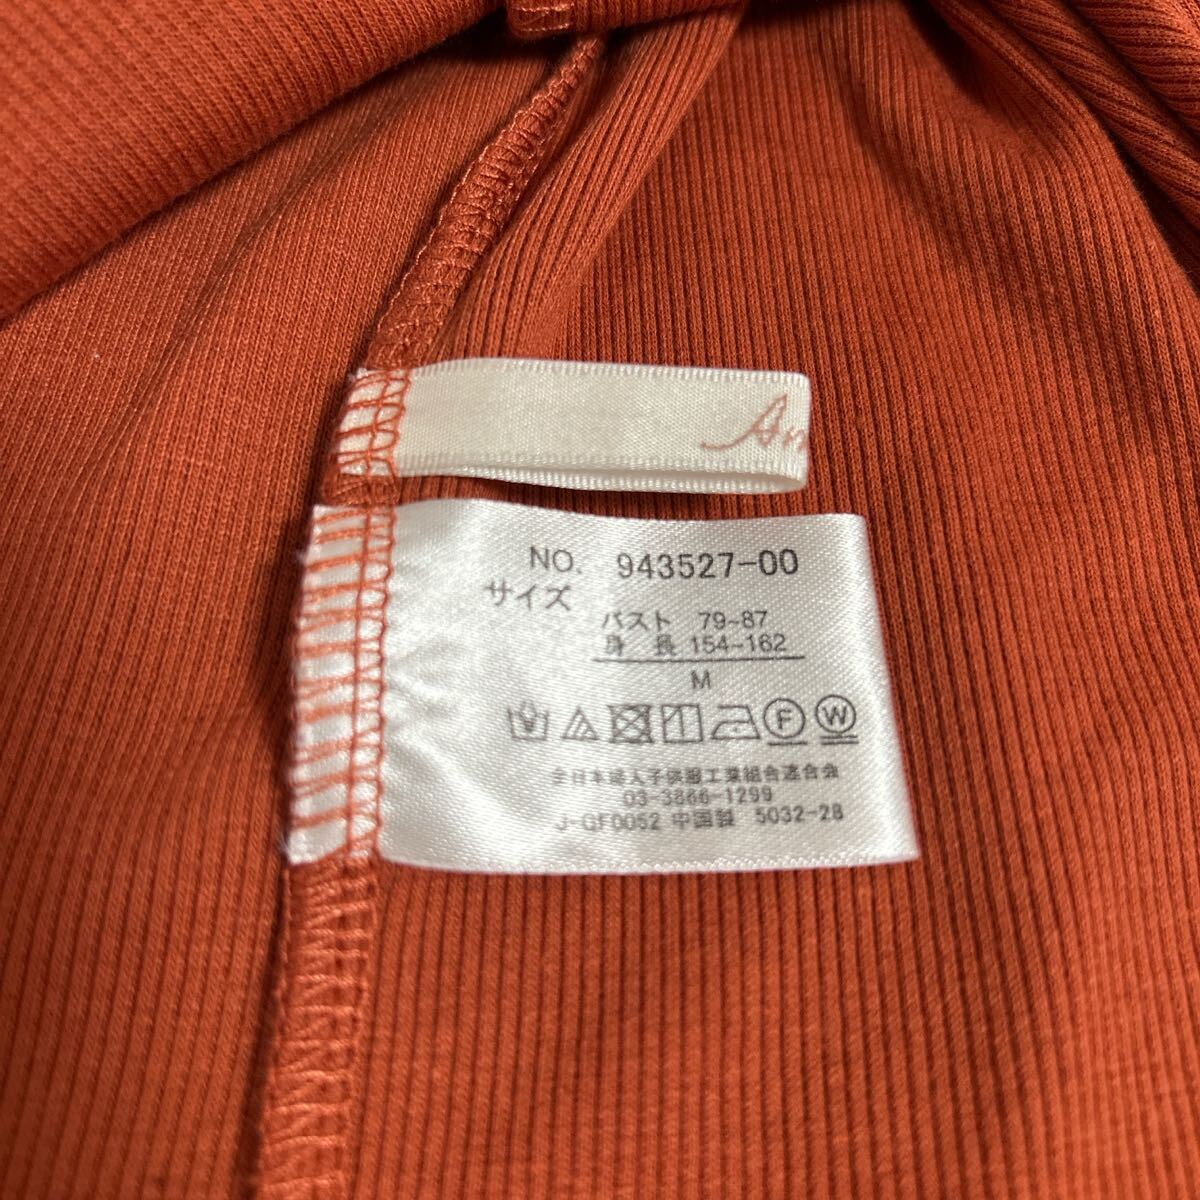 An
NO. 943527-00
サイズ
バスト 79-87
身長 154-162
M
F W
全日本婦人子供服工業組合連合会
03-3866-1299
J-GF0052 中国製 5032-28